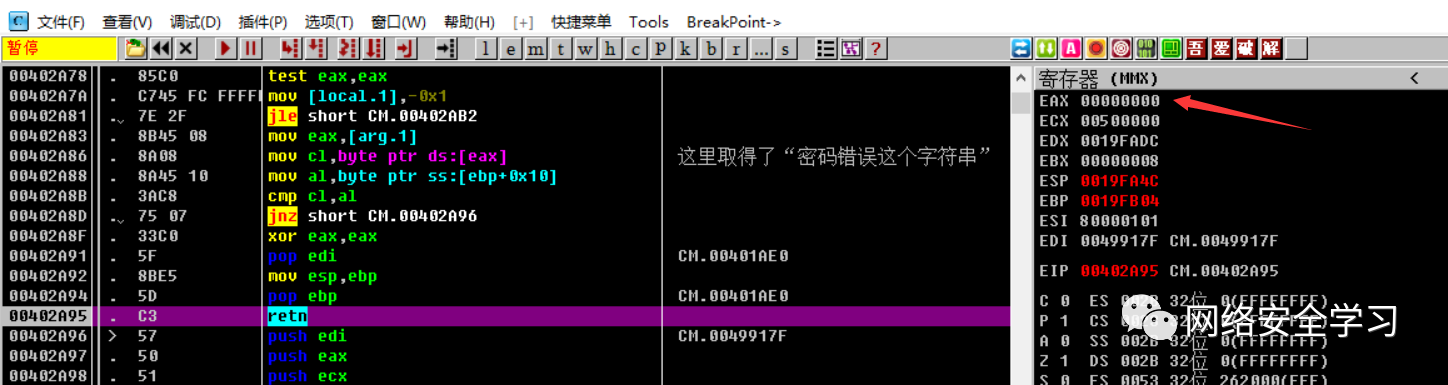 C 文件(F) 查看(V) 调试(D) 插件(P) 选项(T) 窗口(W) 帮助(H) [+] 快捷菜单 Tools BreakPoint->
暂停 l e m t w h c p k b r ... s ? A 吾 爱 破 解
寄存器 (MMX) <
00402A78 . 85C0 test eax,eax
00402A7A . C745 FC FFFFI mov [local.1],-0x1
00402A81 . 7E 2F jle short CM.00402AB2
00402A83 . 8B45 08 mov eax,[arg.1]
00402A86 . 8A08 mov cl,byte ptr ds:[eax] 这里取得了“密码错误这个字符串”
00402A88 . 8A45 10 mov al,byte ptr ss:[ebp+0x10]
00402A8B . 3AC8 cmp cl,al
00402A8D . 75 07 jnz short CM.00402A96
00402A8F . 33C0 xor eax,eax
00402A91 . 5F pop edi CM.00401AE0
00402A92 . 8BE5 mov esp,ebp
00402A94 . 5D pop ebp CM.00401AE0
00402A95 . C3 retn
00402A96 > 57 push edi CM.0049917F
00402A97 . 50 push eax
00402A98 . 51 push ecx
EAX 00000000
ECX 00500000
EDX 0019FADC
EBX 00000008
ESP 0019FA4C
EBP 0019FB04
ESI 80000101
EDI 0049917F CM.0049917F
EIP 00402A95 CM.00402A95
C 0 ES 002B 32位 0(FFFFFFFF)
P 1 CS 32位 0(FFFFFFFF)
A 0 SS 002B 32位 0(FFFFFFFF)
Z 1 DS 002B 32位 0(FFFFFFFF)
S 0 FS 0053 32位 262000(FFF)
网络安全学习